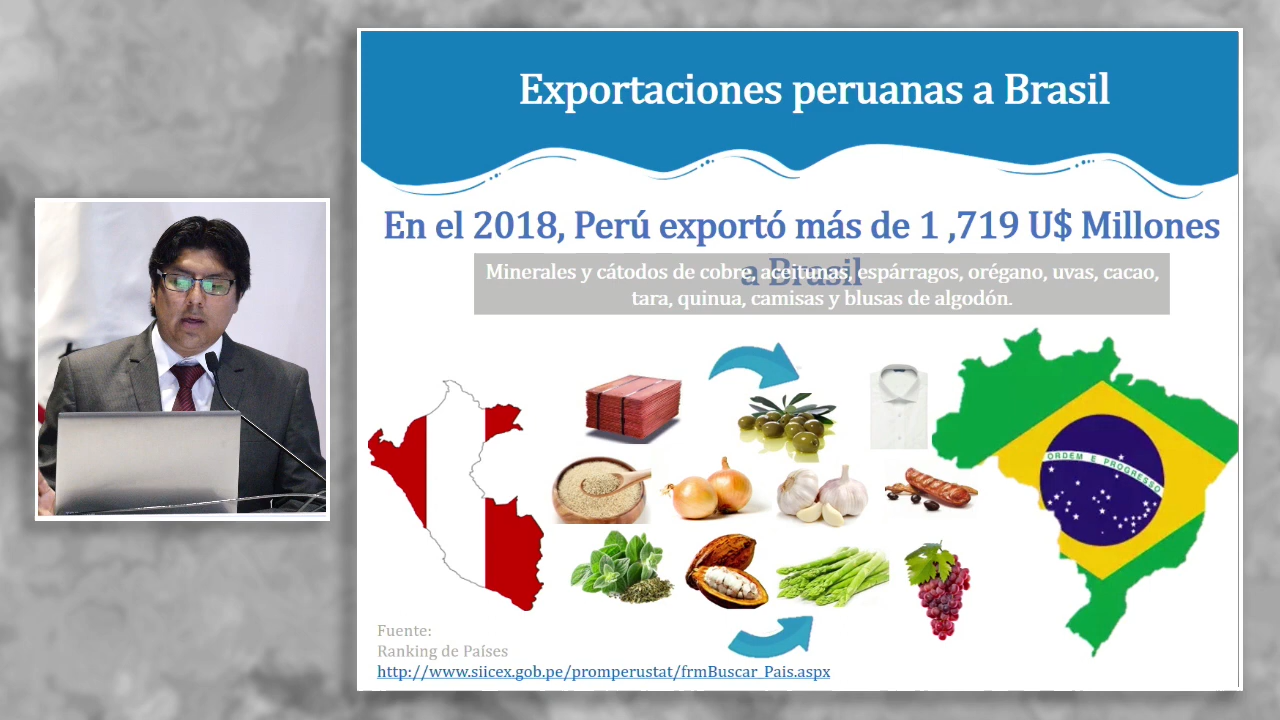 Exportaciones peruanas a Brasil
En el 2018, Perú exportó más de 1 ,719 U$ Millones
a Brasil
Minerales y cátodos de cobre, aceitunas, espárragos, orégano, uvas, cacao,
tara, quinua, camisas y blusas de algodón.
ORDEM E PROGRESSO
Fuente:
Ranking de Países
http://www.siicex.gob.pe/promperustat/frmBuscar_Pais.aspx